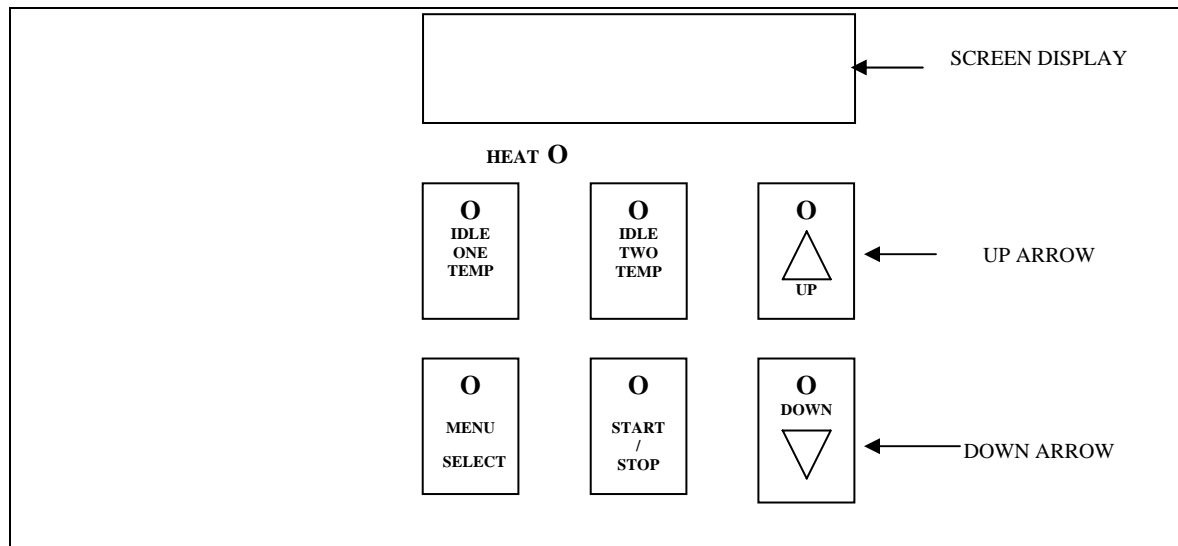 SCREEN DISPLAY
HEAT O
O
IDLE
ONE
TEMP
O
IDLE
TWO
TEMP
O
UP
UP ARROW
O
MENU
SELECT
O
START
/
STOP
O
DOWN
DOWN ARROW